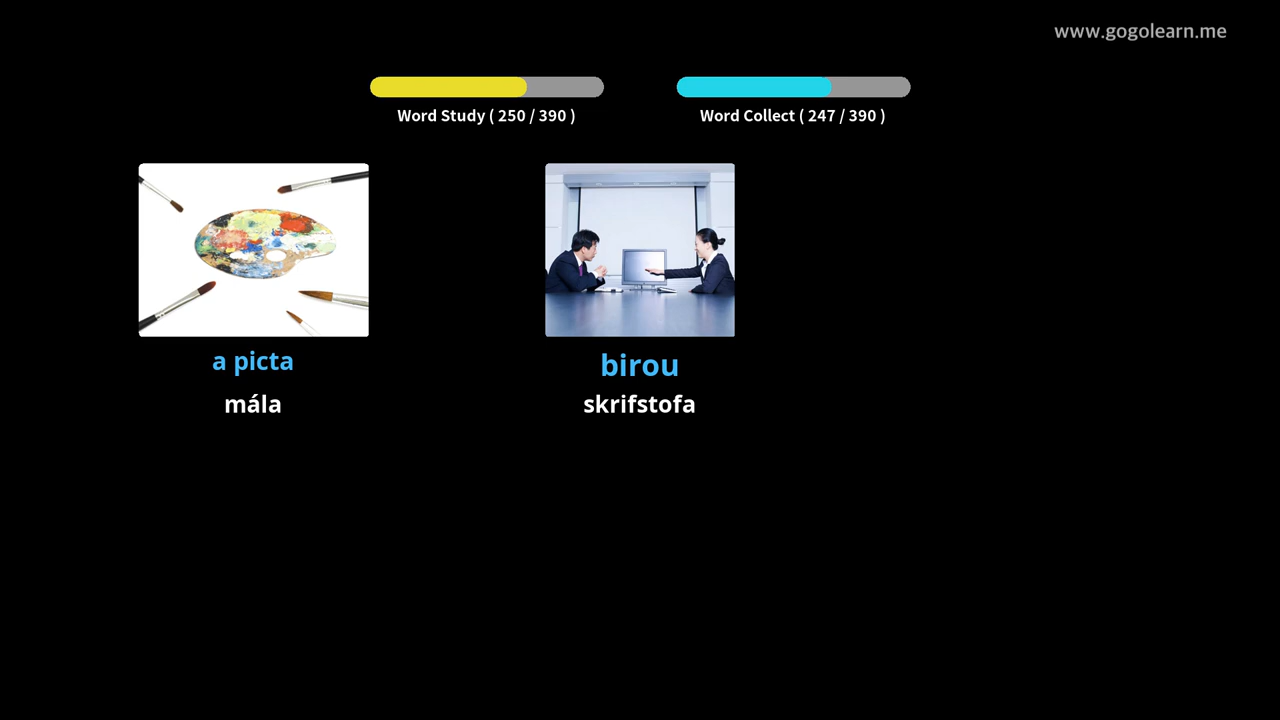 www.gogolearn.me
Word Study ( 250 / 390 )
Word Collect ( 247 / 390 )
a picta
mála
birou
skrifstofa